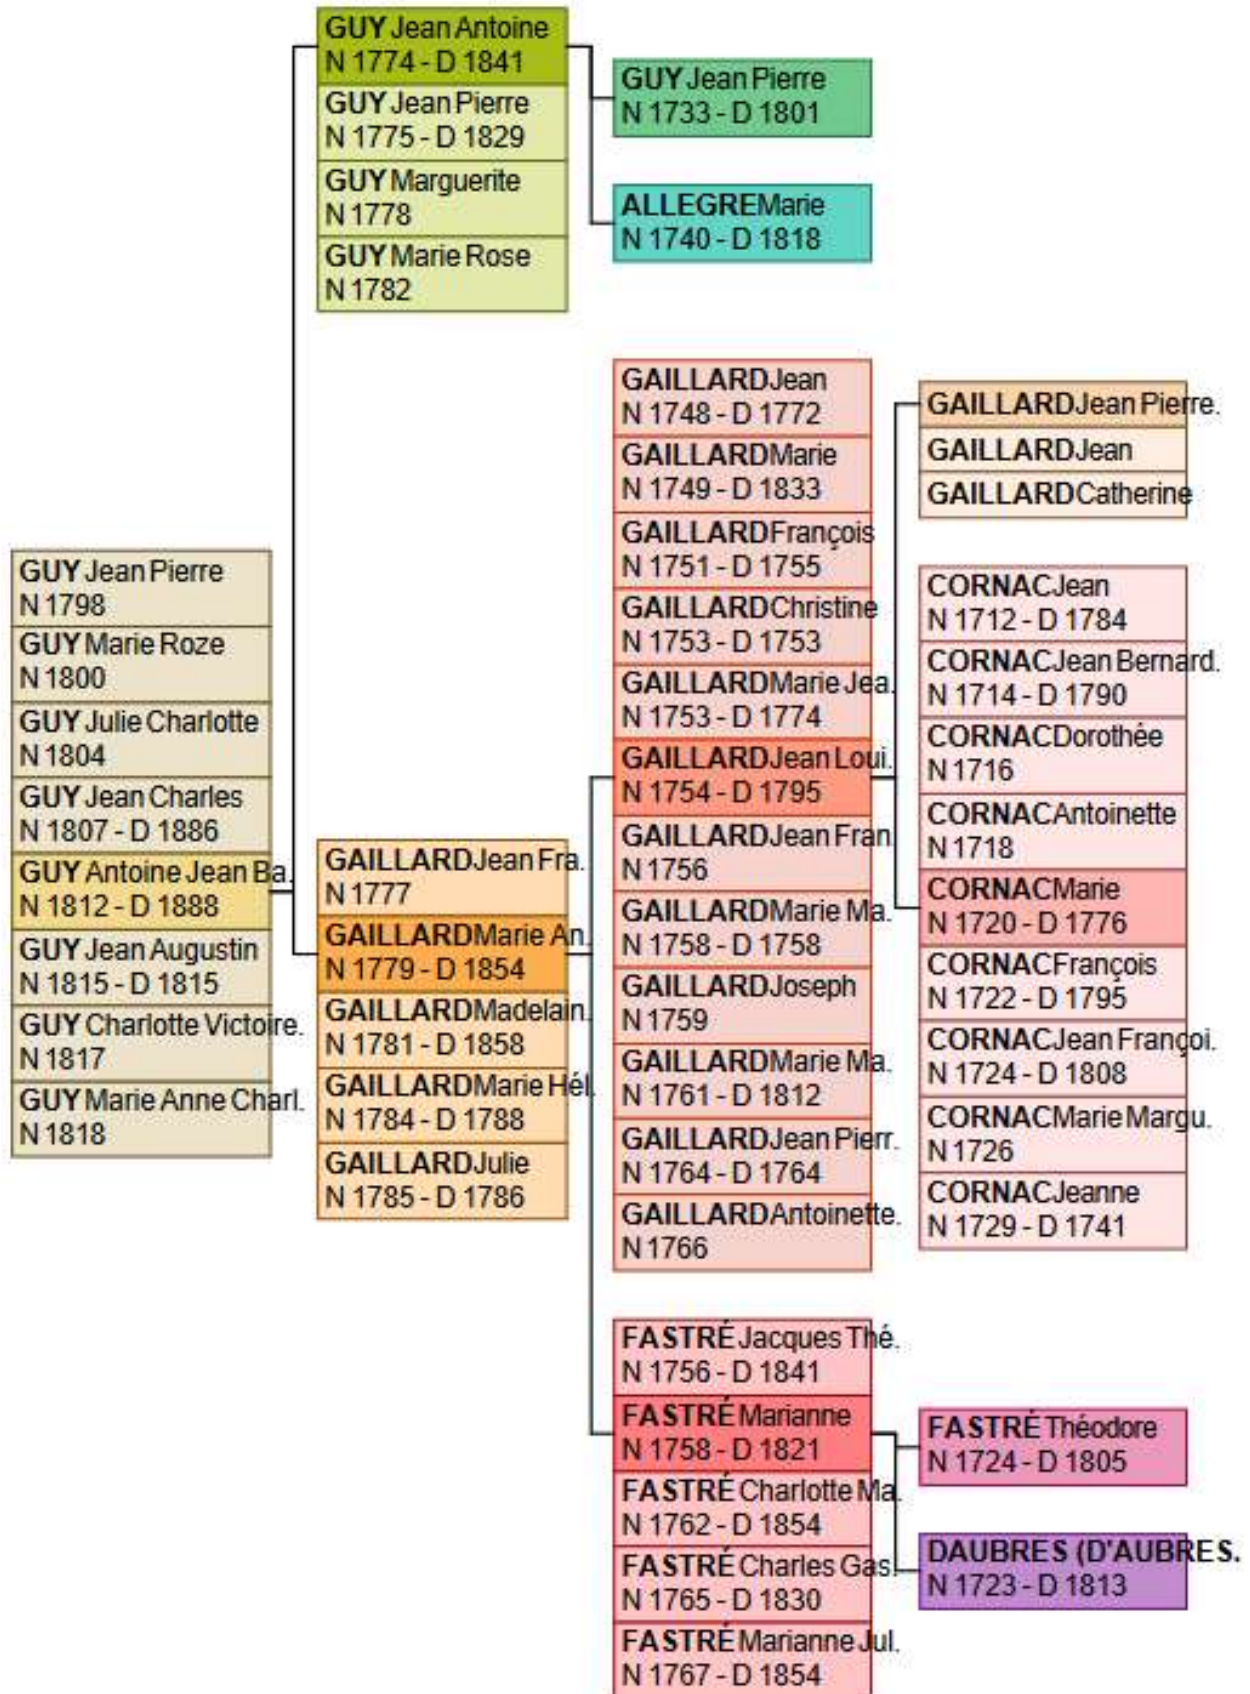 GUY Jean Antoine
N 1774 - D 1841
GUY Jean Pierre
N 1775 - D 1829
GUY Marguerite
N 1778
GUY Marie Rose
N 1782
GUY Jean Pierre
N 1733 - D 1801
ALLEGRE Marie
N 1740 - D 1818
GUY Jean Pierre
N 1798
GUY Marie Roze
N 1800
GUY Julie Charlotte
N 1804
GUY Jean Charles
N 1807 - D 1886
GUY Antoine Jean Ba.
N 1812 - D 1888
GUY Jean Augustin
N 1815 - D 1815
GUY Charlotte Victoire.
N 1817
GUY Marie Anne Charl.
N 1818
GAILLARD Jean Fra.
N 1777
GAILLARD Marie An.
N 1779 - D 1854
GAILLARD Madelain.
N 1781 - D 1858
GAILLARD Marie Hél.
N 1784 - D 1788
GAILLARD Julie
N 1785 - D 1786
GAILLARD Jean
N 1748 - D 1772
GAILLARD Marie
N 1749 - D 1833
GAILLARD François
N 1751 - D 1755
GAILLARD Christine
N 1753 - D 1753
GAILLARD Marie Jea.
N 1753 - D 1774
GAILLARD Jean Loui.
N 1754 - D 1795
GAILLARD Jean Fran.
N 1756
GAILLARD Marie Ma.
N 1758 - D 1758
GAILLARD Joseph
N 1759
GAILLARD Marie Ma.
N 1761 - D 1812
GAILLARD Jean Pierr.
N 1764 - D 1764
GAILLARD Antoinette.
N 1766
GAILLARD Jean Pierre.
GAILLARD Jean
GAILLARD Catherine
CORNAC Jean
N 1712 - D 1784
CORNAC Jean Bernard.
N 1714 - D 1790
CORNAC Dorothée
N 1716
CORNAC Antoinette
N 1718
CORNAC Marie
N 1720 - D 1776
CORNAC François
N 1722 - D 1795
CORNAC Jean Françoi.
N 1724 - D 1808
CORNAC Marie Margu.
N 1726
CORNAC Jeanne
N 1729 - D 1741
FASTRÉ Jacques Thé.
N 1756 - D 1841
FASTRÉ Marianne
N 1758 - D 1821
FASTRÉ Charlotte Ma.
N 1762 - D 1854
FASTRÉ Charles Gas.
N 1765 - D 1830
FASTRÉ Marianne Jul.
N 1767 - D 1854
FASTRÉ Théodore
N 1724 - D 1805
DAUBRES (D'AUBRES.
N 1723 - D 1813